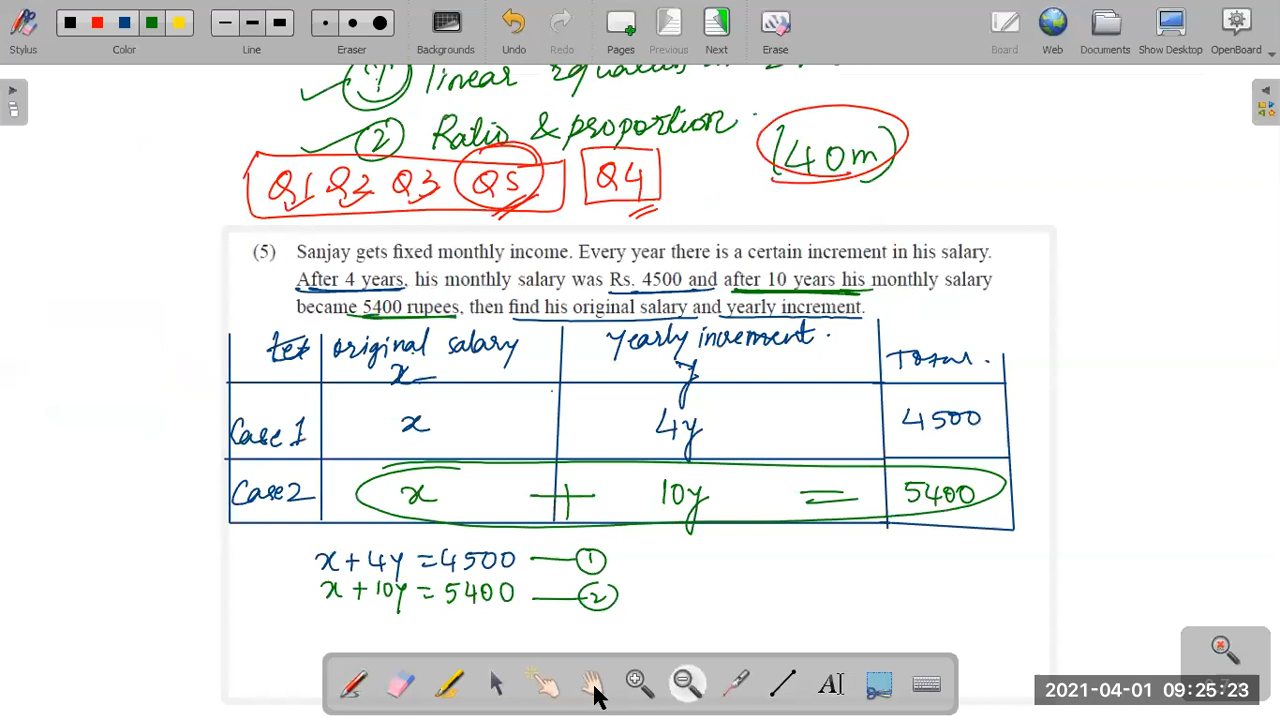 Stylus
Color
Line
Eraser
Backgrounds
Undo
Redo
Pages
Previous
Next
Erase
Board
Web
Documents
Show Desktop
OpenBoard
① linear
② Ratio & proportion
(40m)
Q1 Q2 Q3 Q5 Q4
(5) Sanjay gets fixed monthly income. Every year there is a certain increment in his salary.
After 4 years, his monthly salary was Rs. 4500 and after 10 years his monthly salary
became 5400 rupees, then find his original salary and yearly increment.
let original salary yearly increment. Total.
x y
Case 1 x 4y 4500
Case 2 x + 10y = 5400
x + 4y = 4500 — ①
x + 10y = 5400 — ②
2021-04-01 09:25:23